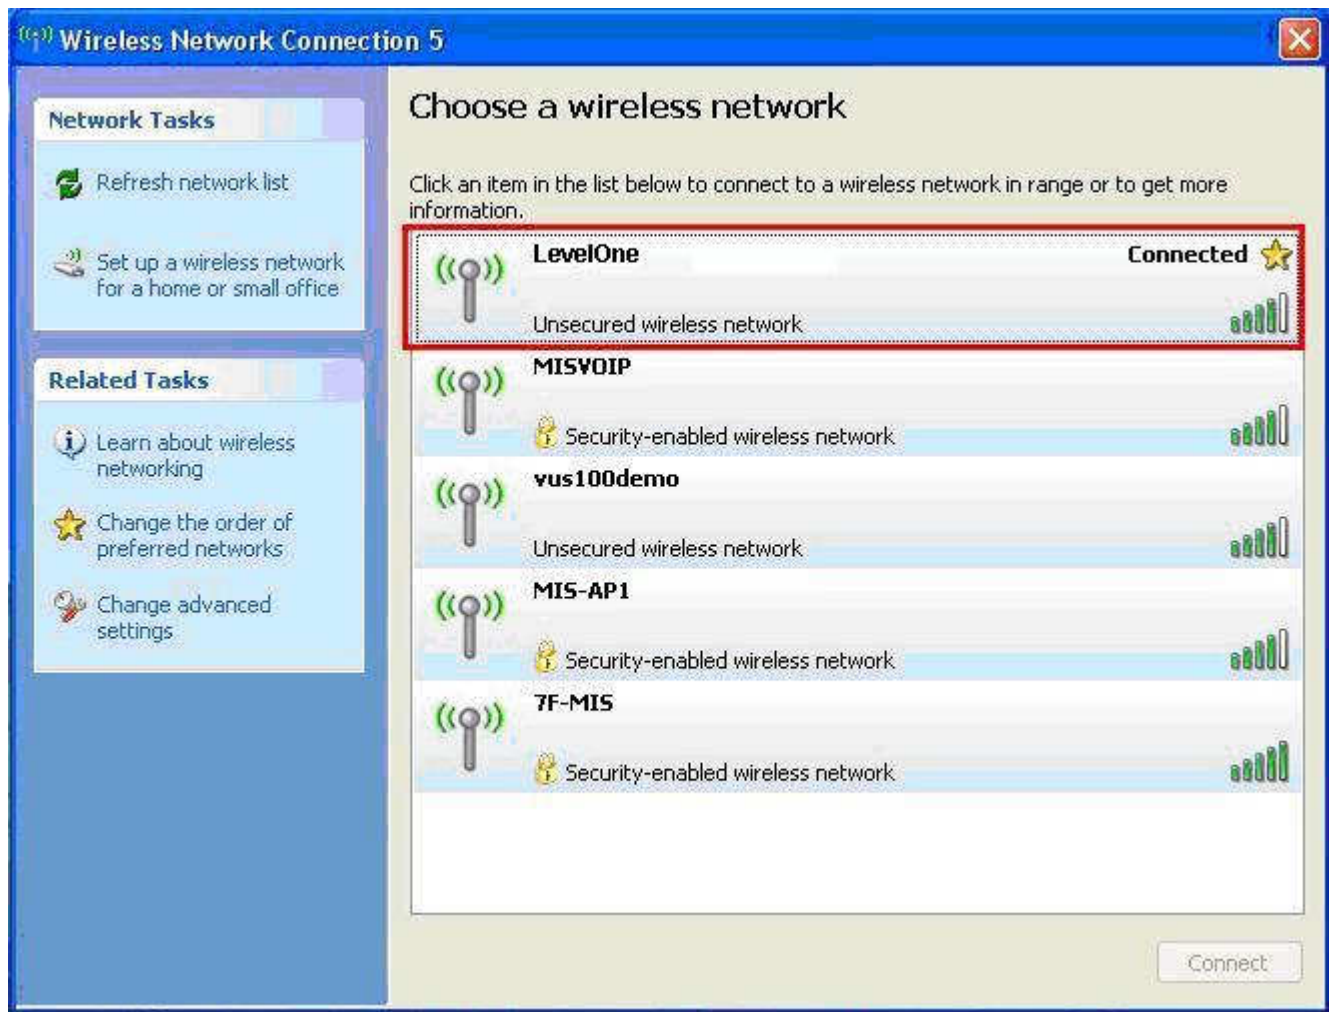 Wireless Network Connection 5
Network Tasks
Refresh network list
Set up a wireless network
for a home or small office
Related Tasks
Learn about wireless
networking
Change the order of
preferred networks
Change advanced
settings
Choose a wireless network
Click an item in the list below to connect to a wireless network in range or to get more
information.
LevelOne Connected
Unsecured wireless network
MISVOIP
Security-enabled wireless network
vus100demo
Unsecured wireless network
MIS-AP1
Security-enabled wireless network
7F-MIS
Security-enabled wireless network
Connect